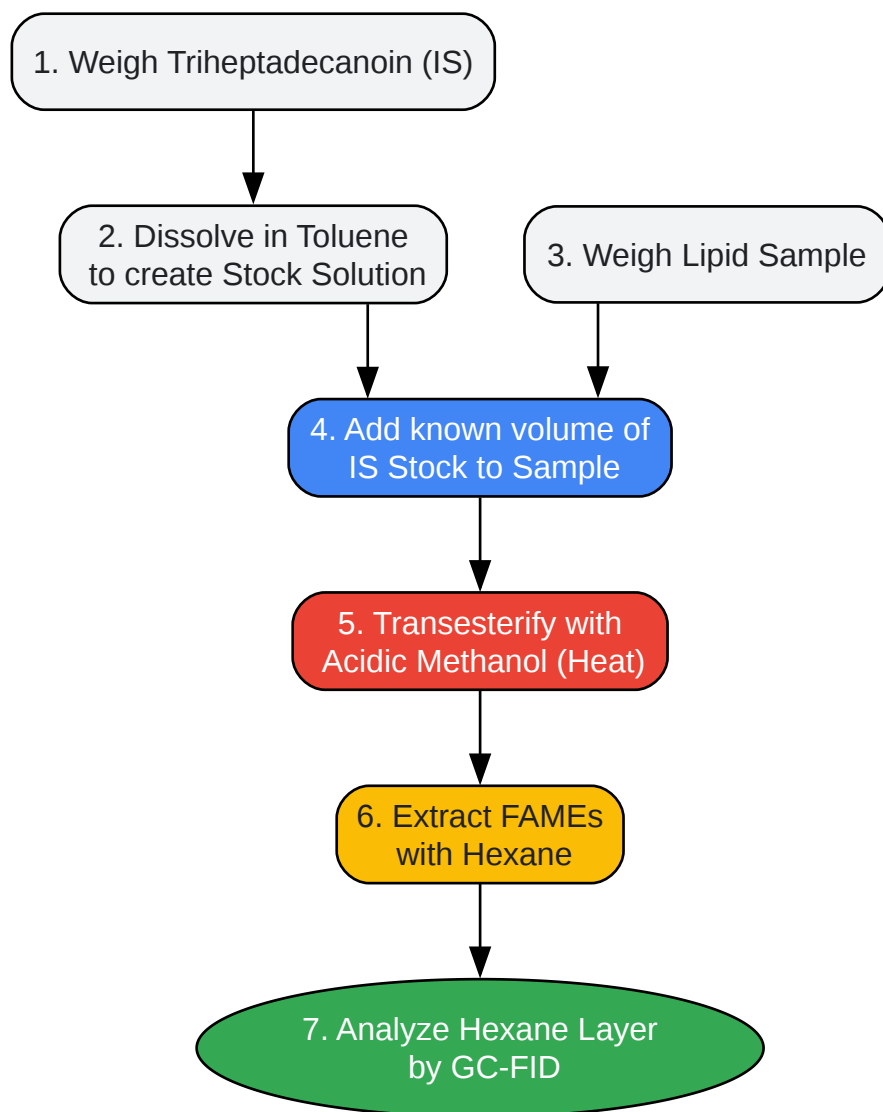 1. Weigh Triheptadecanoin (IS)
2. Dissolve in Toluene
to create Stock Solution
3. Weigh Lipid Sample
4. Add known volume of
IS Stock to Sample
5. Transesterify with
Acidic Methanol (Heat)
6. Extract FAMEs
with Hexane
7. Analyze Hexane Layer
by GC-FID